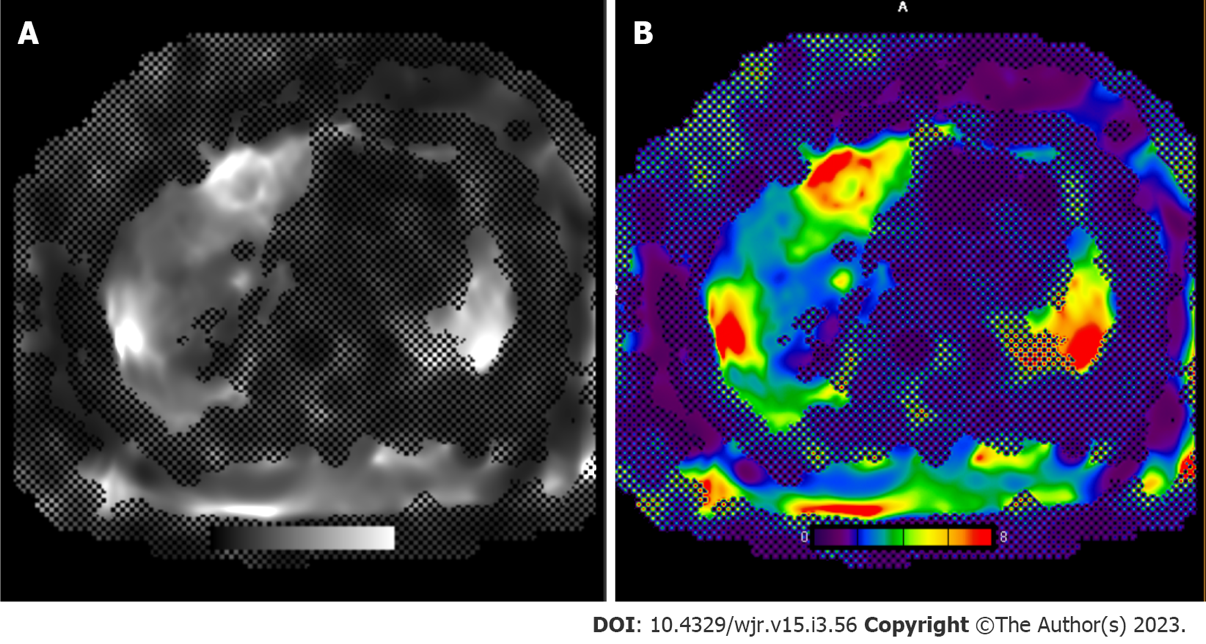 A
B
A
0
8
DOI: 10.4329/wjr.v15.i3.56 Copyright ©The Author(s) 2023.